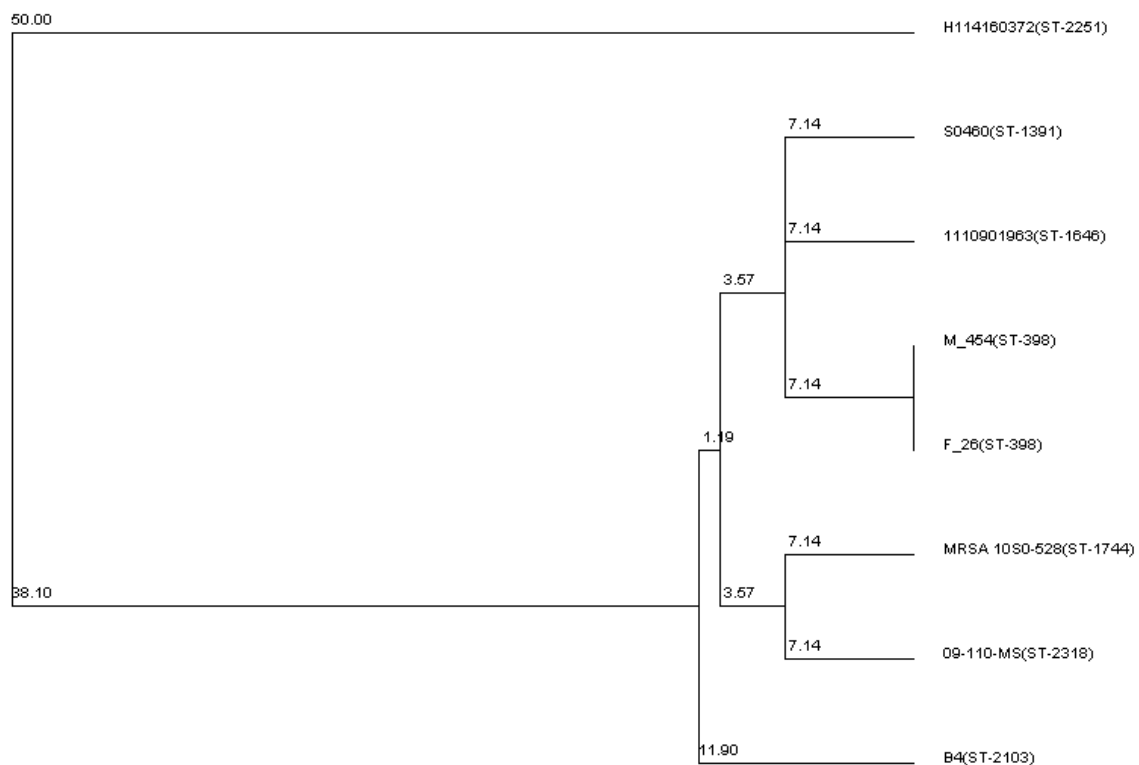 50.00
H114160372(ST-2251)
7.14
S0460(ST-1391)
7.14
1110901963(ST-1646)
3.57
M_454(ST-398)
7.14
1.19
F_26(ST-398)
7.14
MRSA 10S0-528(ST-1744)
38.10
3.57
7.14
09-110-MS(ST-2318)
11.90
B4(ST-2103)